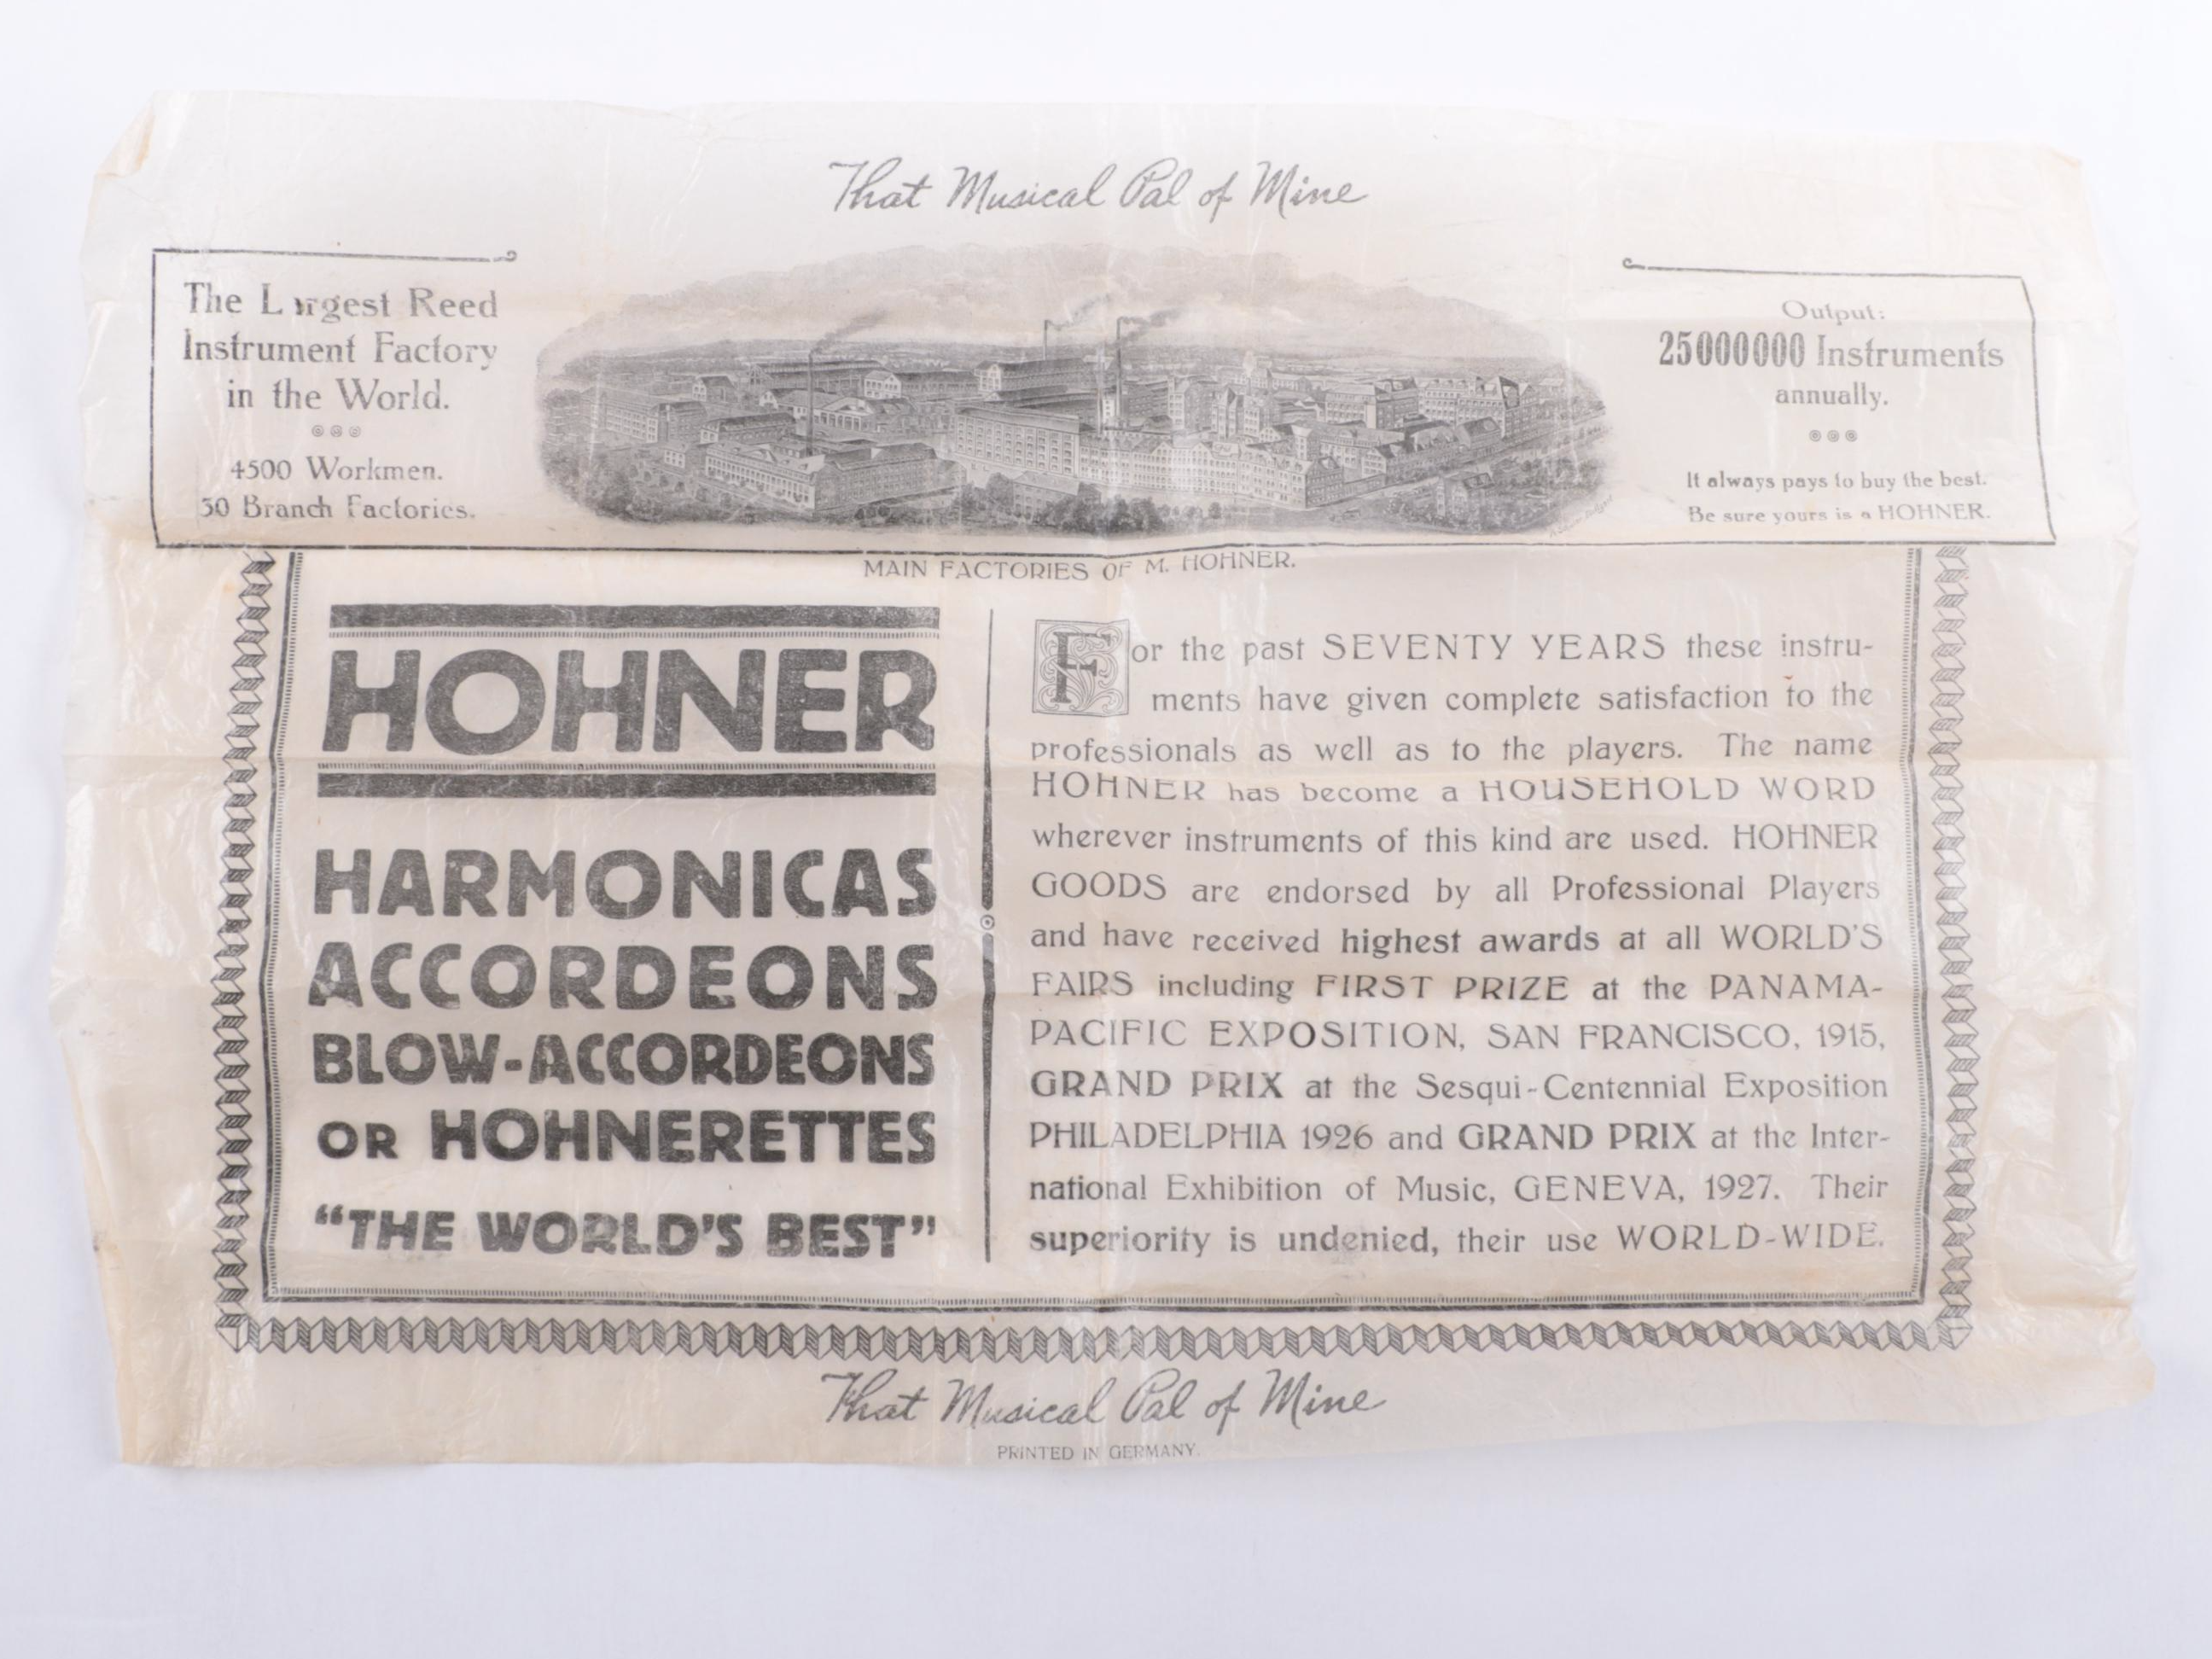 That Musical Pal of Mine
The Largest Reed
Instrument Factory
in the World.
4500 Workmen.
30 Branch Factories.
Output:
25000000 Instruments
annually.
It always pays to buy the best.
Be sure yours is a HOHNER.
MAIN FACTORIES OF M. HOHNER.
HOHNER
HARMONICAS
ACCORDEONS
BLOW-ACCORDEONS
OR HOHNERETTES
“THE WORLD'S BEST”
For the past SEVENTY YEARS these instru-
ments have given complete satisfaction to the
professionals as well as to the players. The name
HOHNER has become a HOUSEHOLD WORD
wherever instruments of this kind are used. HOHNER
GOODS are endorsed by all Professional Players
and have received highest awards at all WORLD'S
FAIRS including FIRST PRIZE at the PANAMA-
PACIFIC EXPOSITION, SAN FRANCISCO, 1915,
GRAND PRIX at the Sesqui-Centennial Exposition
PHILADELPHIA 1926 and GRAND PRIX at the Inter-
national Exhibition of Music, GENEVA, 1927. Their
superiority is undenied, their use WORLD-WIDE.
That Musical Pal of Mine
PRINTED IN GERMANY.